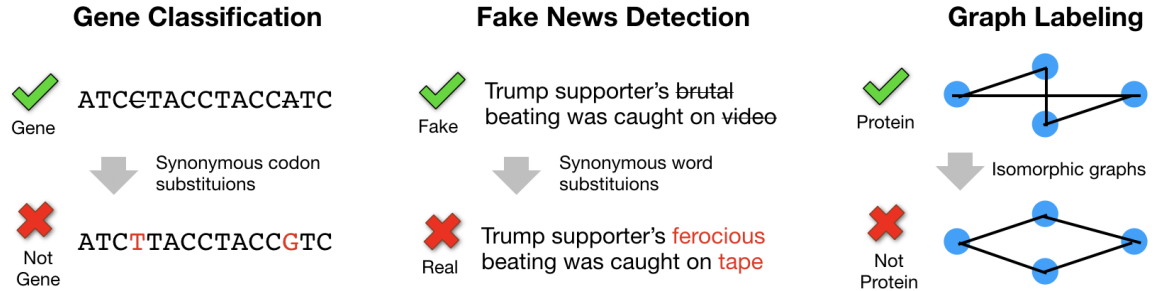 Gene Classification
Gene
ATCCTACCTACCATC
Synonymous codon
substituions
Not
Gene
ATCTTACCTACCGTC
Fake News Detection
Fake
Trump supporter's brutal
beating was caught on video
Synonymous word
substituions
Real
Trump supporter's ferocious
beating was caught on tape
Graph Labeling
Protein
Isomorphic graphs
Not
Protein